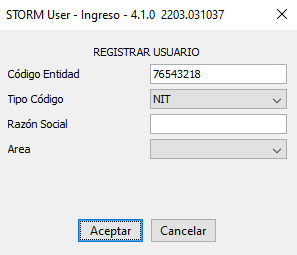 STORM User - Ingreso - 4.1.0 2203.031037
REGISTRAR USUARIO
Código Entidad 76543218
Tipo Código NIT
Razón Social
Area
Aceptar Cancelar